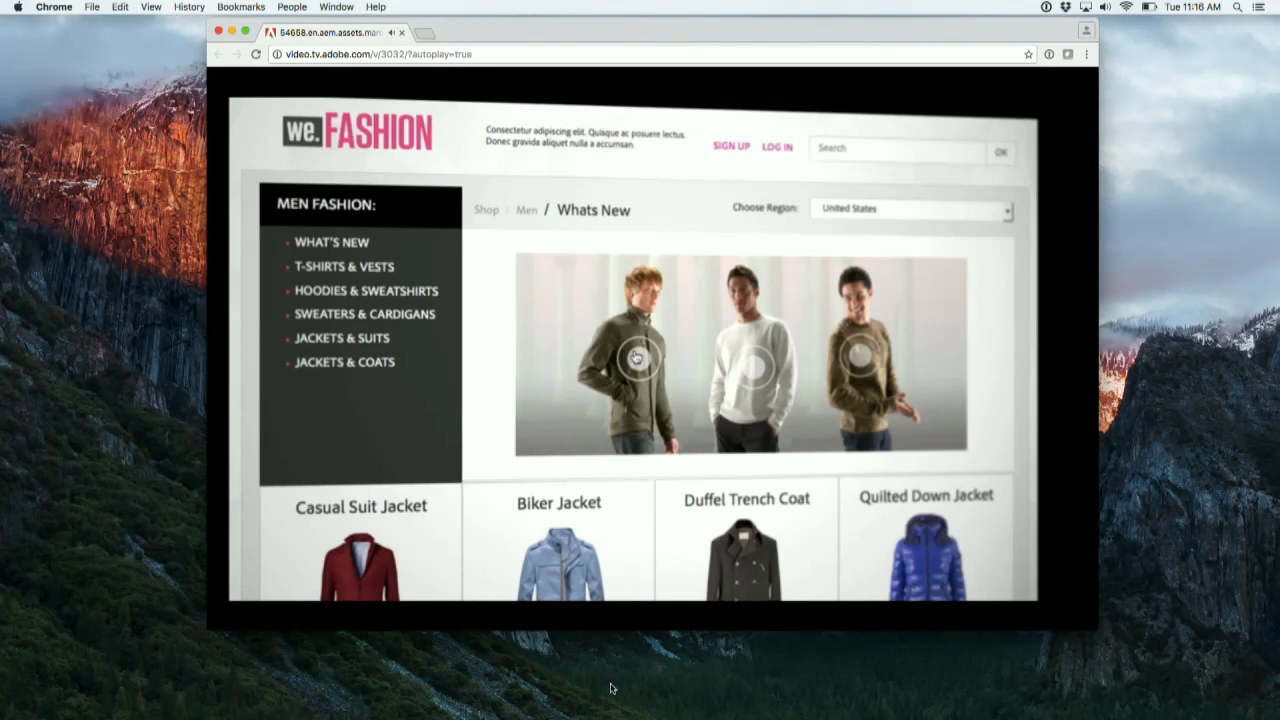 Chrome File Edit View History Bookmarks People Window Help
Tue 11:16 AM
54658.en.aem.assets.mar
video.tv.adobe.com/v/3032/?autoplay=true
we.FASHION
Consectetur adipiscing elit. Quisque ac posuere lectus.
Donec gravida aliquet nulla a accumsan.
SIGN UP LOG IN
Search OK
MEN FASHION:
Shop / Men / Whats New
Choose Region: United States
WHAT'S NEW
T-SHIRTS & VESTS
HOODIES & SWEATSHIRTS
SWEATERS & CARDIGANS
JACKETS & SUITS
JACKETS & COATS
Casual Suit Jacket
Biker Jacket
Duffel Trench Coat
Quilted Down Jacket